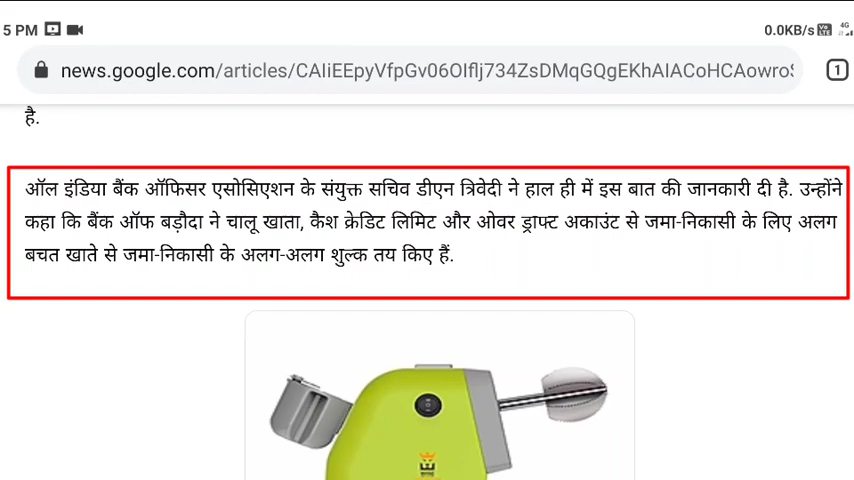 5 PM
0.0KB/s
4G
news.google.com/articles/CAIiEEpyVfpGv06OIflj734ZsDMqGQgEKhAIACoHCAowro
1
है.
ऑल इंडिया बैंक ऑफिसर एसोसिएशन के संयुक्त सचिव डीएन त्रिवेदी ने हाल ही में इस बात की जानकारी दी है. उन्होंने
कहा कि बैंक ऑफ बड़ौदा ने चालू खाता, कैश क्रेडिट लिमिट और ओवर ड्राफ्ट अकाउंट से जमा-निकासी के लिए अलग
बचत खाते से जमा-निकासी के अलग-अलग शुल्क तय किए हैं.